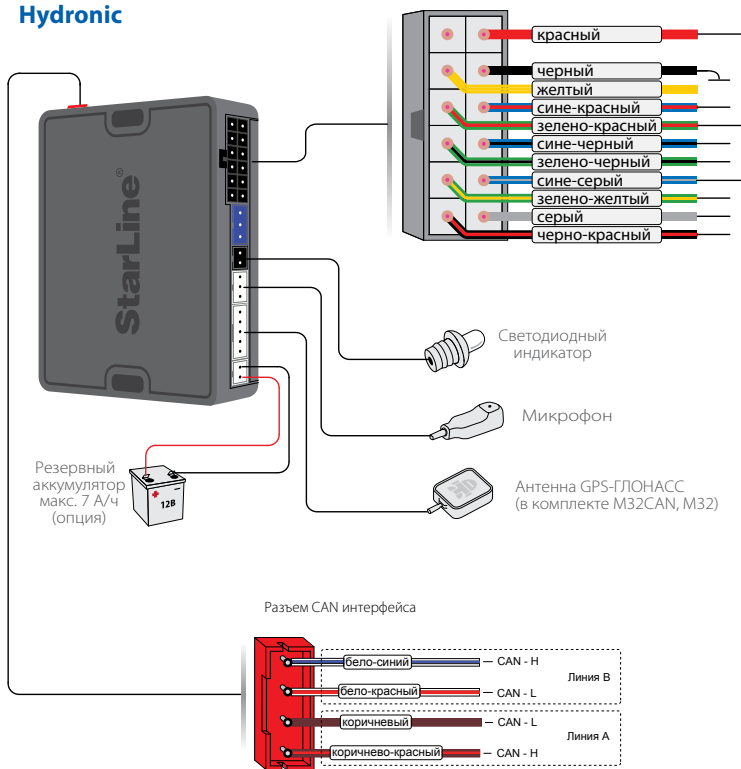 Hydronic
красный
черный
желтый
сине-красный
зелено-красный
сине-черный
зелено-черный
сине-серый
зелено-желтый
серый
черно-красный
StarLine®
Светодиодный
индикатор
Микрофон
Резервный
аккумулятор
макс. 7 А/ч
(опция)
12В
Антенна GPS-ГЛОНАСС
(в комплекте M32CAN, M32)
Разъем CAN интерфейса
бело-синий
CAN - H
Линия B
бело-красный
CAN - L
коричневый
CAN - L
Линия A
коричнево-красный
CAN - H